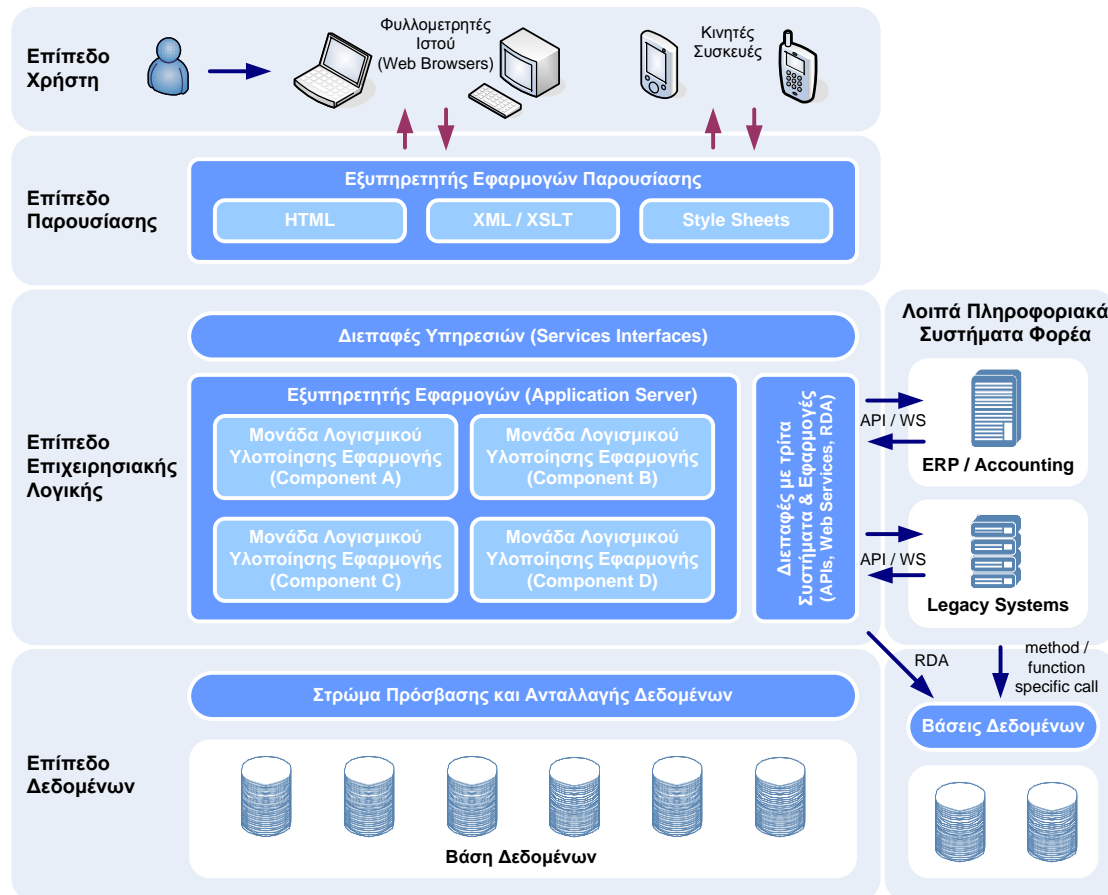 Επίπεδο
Χρήστη
Φυλλομετρητές
Ιστού
(Web Browsers)
Κινητές
Συσκευές
Επίπεδο
Παρουσίασης
Εξυπηρετητής Εφαρμογών Παρουσίασης
HTML
XML / XSLT
Style Sheets
Επίπεδο
Επιχειρησιακής
Λογικής
Διεπαφές Υπηρεσιών (Services Interfaces)
Εξυπηρετητής Εφαρμογών (Application Server)
Μονάδα Λογισμικού
Υλοποίησης Εφαρμογής
(Component A)
Μονάδα Λογισμικού
Υλοποίησης Εφαρμογής
(Component B)
Μονάδα Λογισμικού
Υλοποίησης Εφαρμογής
(Component C)
Μονάδα Λογισμικού
Υλοποίησης Εφαρμογής
(Component D)
Διεπαφές με τρίτα
Συστήματα & Εφαρμογές
(APIs, Web Services, RDA)
Λοιπά Πληροφοριακά
Συστήματα Φορέα
API / WS
ERP / Accounting
API / WS
Legacy Systems
RDA
method /
function
specific call
Επίπεδο
Δεδομένων
Στρώμα Πρόσβασης και Ανταλλαγής Δεδομένων
Βάση Δεδομένων
Βάσεις Δεδομένων